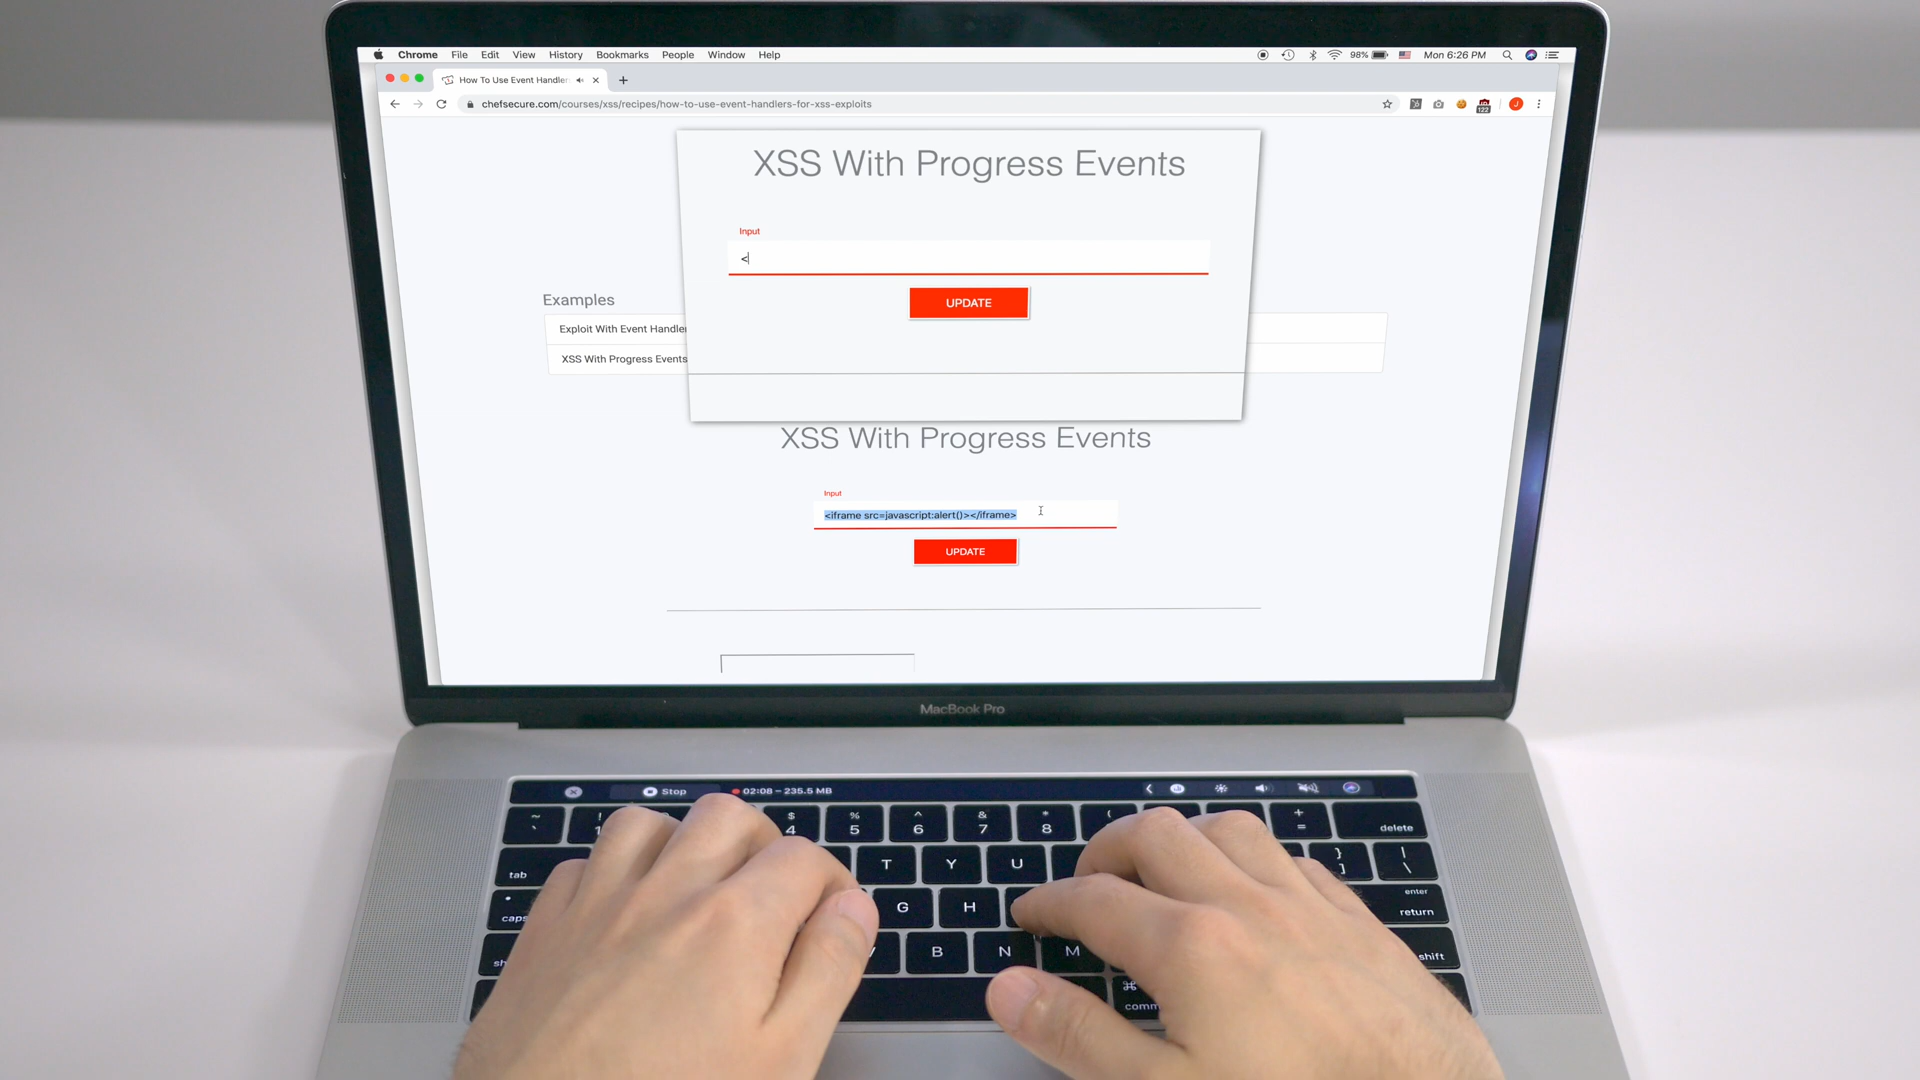 Chrome File Edit View History Bookmarks People Window Help 98% Mon 6:26 PM
How To Use Event Handler
chefsecure.com/courses/xss/recipes/how-to-use-event-handlers-for-xss-exploits
J
122
XSS With Progress Events
Input
<
UPDATE
Examples
Exploit With Event Handler
XSS With Progress Events
XSS With Progress Events
Input
<iframe src=javascript:alert()></iframe>
UPDATE
MacBook Pro
Stop 02:08 – 235.5 MB
~ ` ! 1 $ 4 % 5 ^ 6 & 7 * 8 ( + = delete
tab T Y U } ] | \
caps G H enter return
sh V B N M shift
⌘ comm